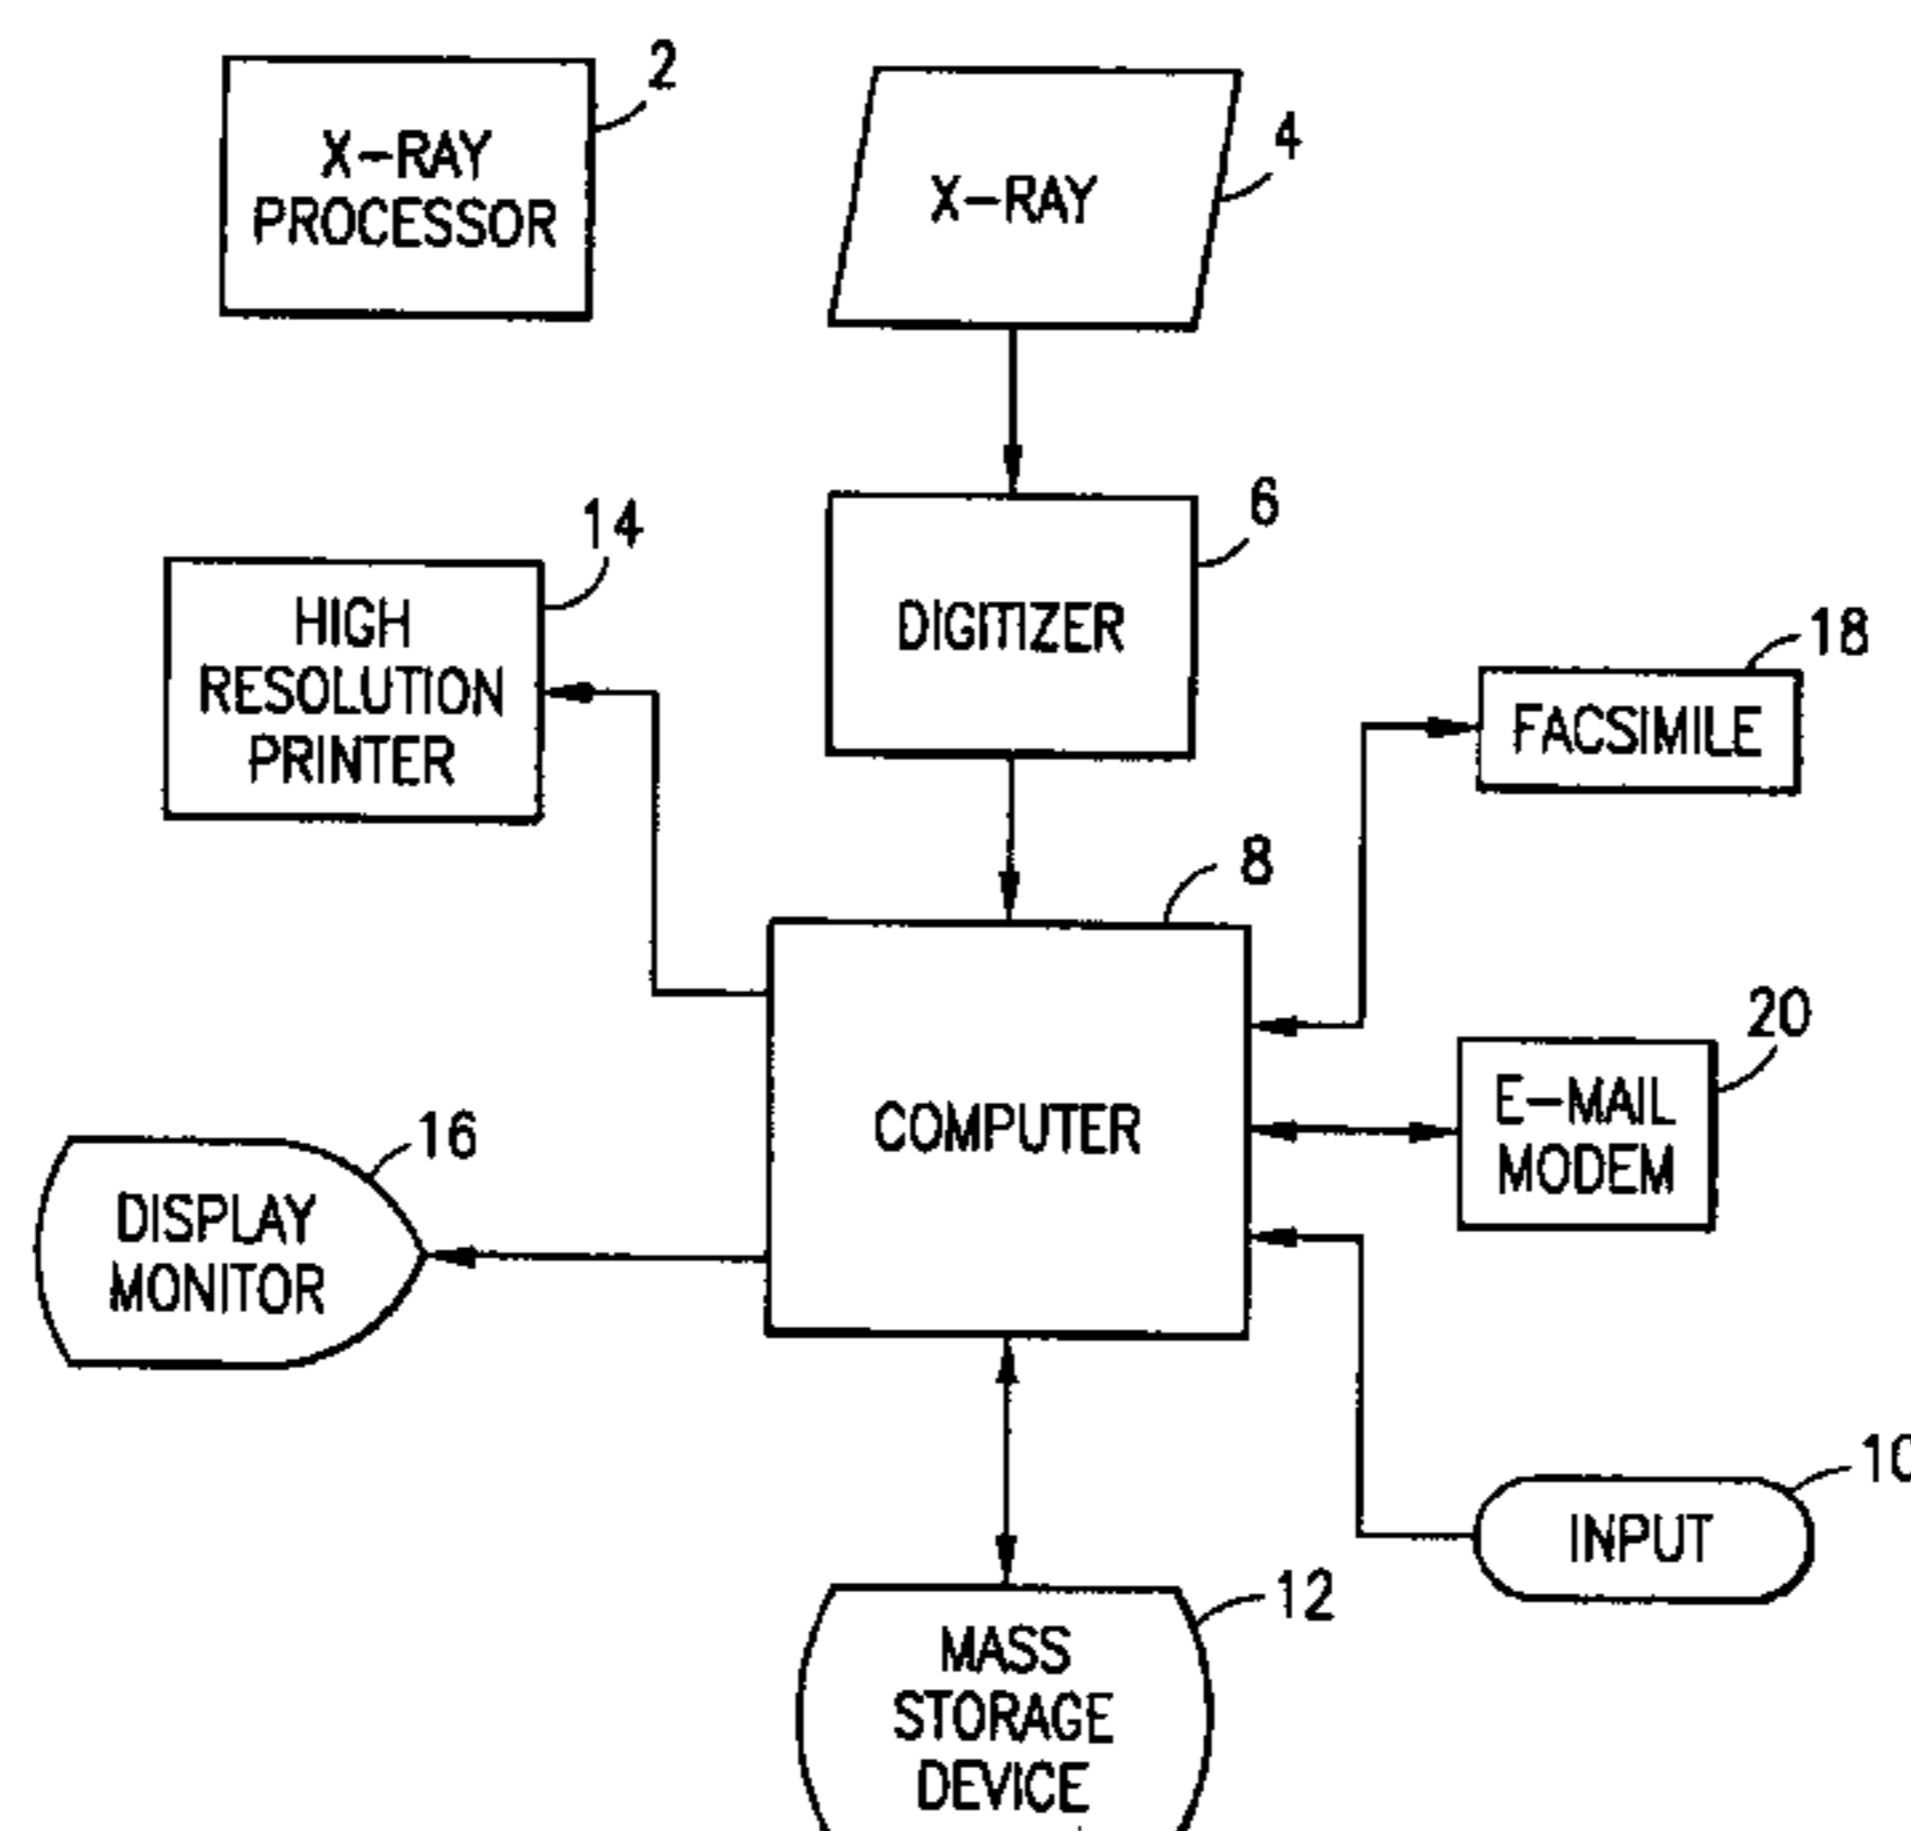 2
X-RAY
PROCESSOR
4
X-RAY
14
HIGH
RESOLUTION
PRINTER
6
DIGITIZER
18
FACSIMILE
8
COMPUTER
20
E-MAIL
MODEM
16
DISPLAY
MONITOR
10
INPUT
12
MASS
STORAGE
DEVICE